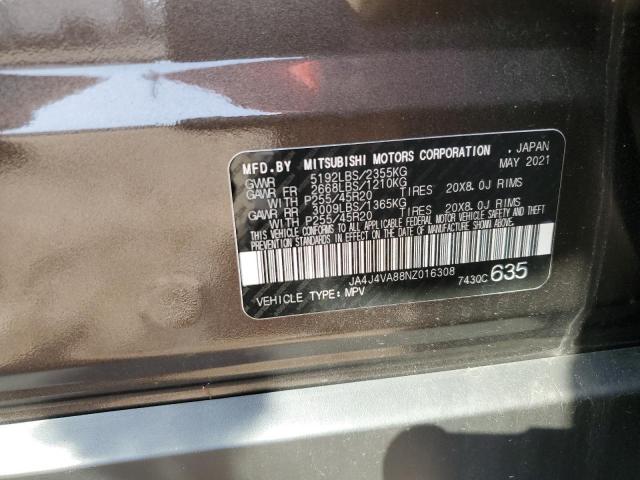 MFD.BY MITSUBISHI MOTORS CORPORATION . JAPAN
MAY 2021
GVWR 5192LBS/2355KG
GAWR FR 2668LBS/1210KG
WITH P255/45R20 TIRES 20X8.0J RIMS
GAWR RR 3009LBS/1365KG
WITH P255/45R20 TIRES 20X8.0J RIMS
THIS VEHICLE CONFORMS TO ALL APPLICABLE FEDERAL MOTOR VEHICLE SAFETY AND THEFT
PREVENTION STANDARDS IN EFFECT ON THE DATE OF MANUFACTURE SHOWN ABOVE.
JA4J4VA88NZ016308
VEHICLE TYPE:MPV 7430C 635